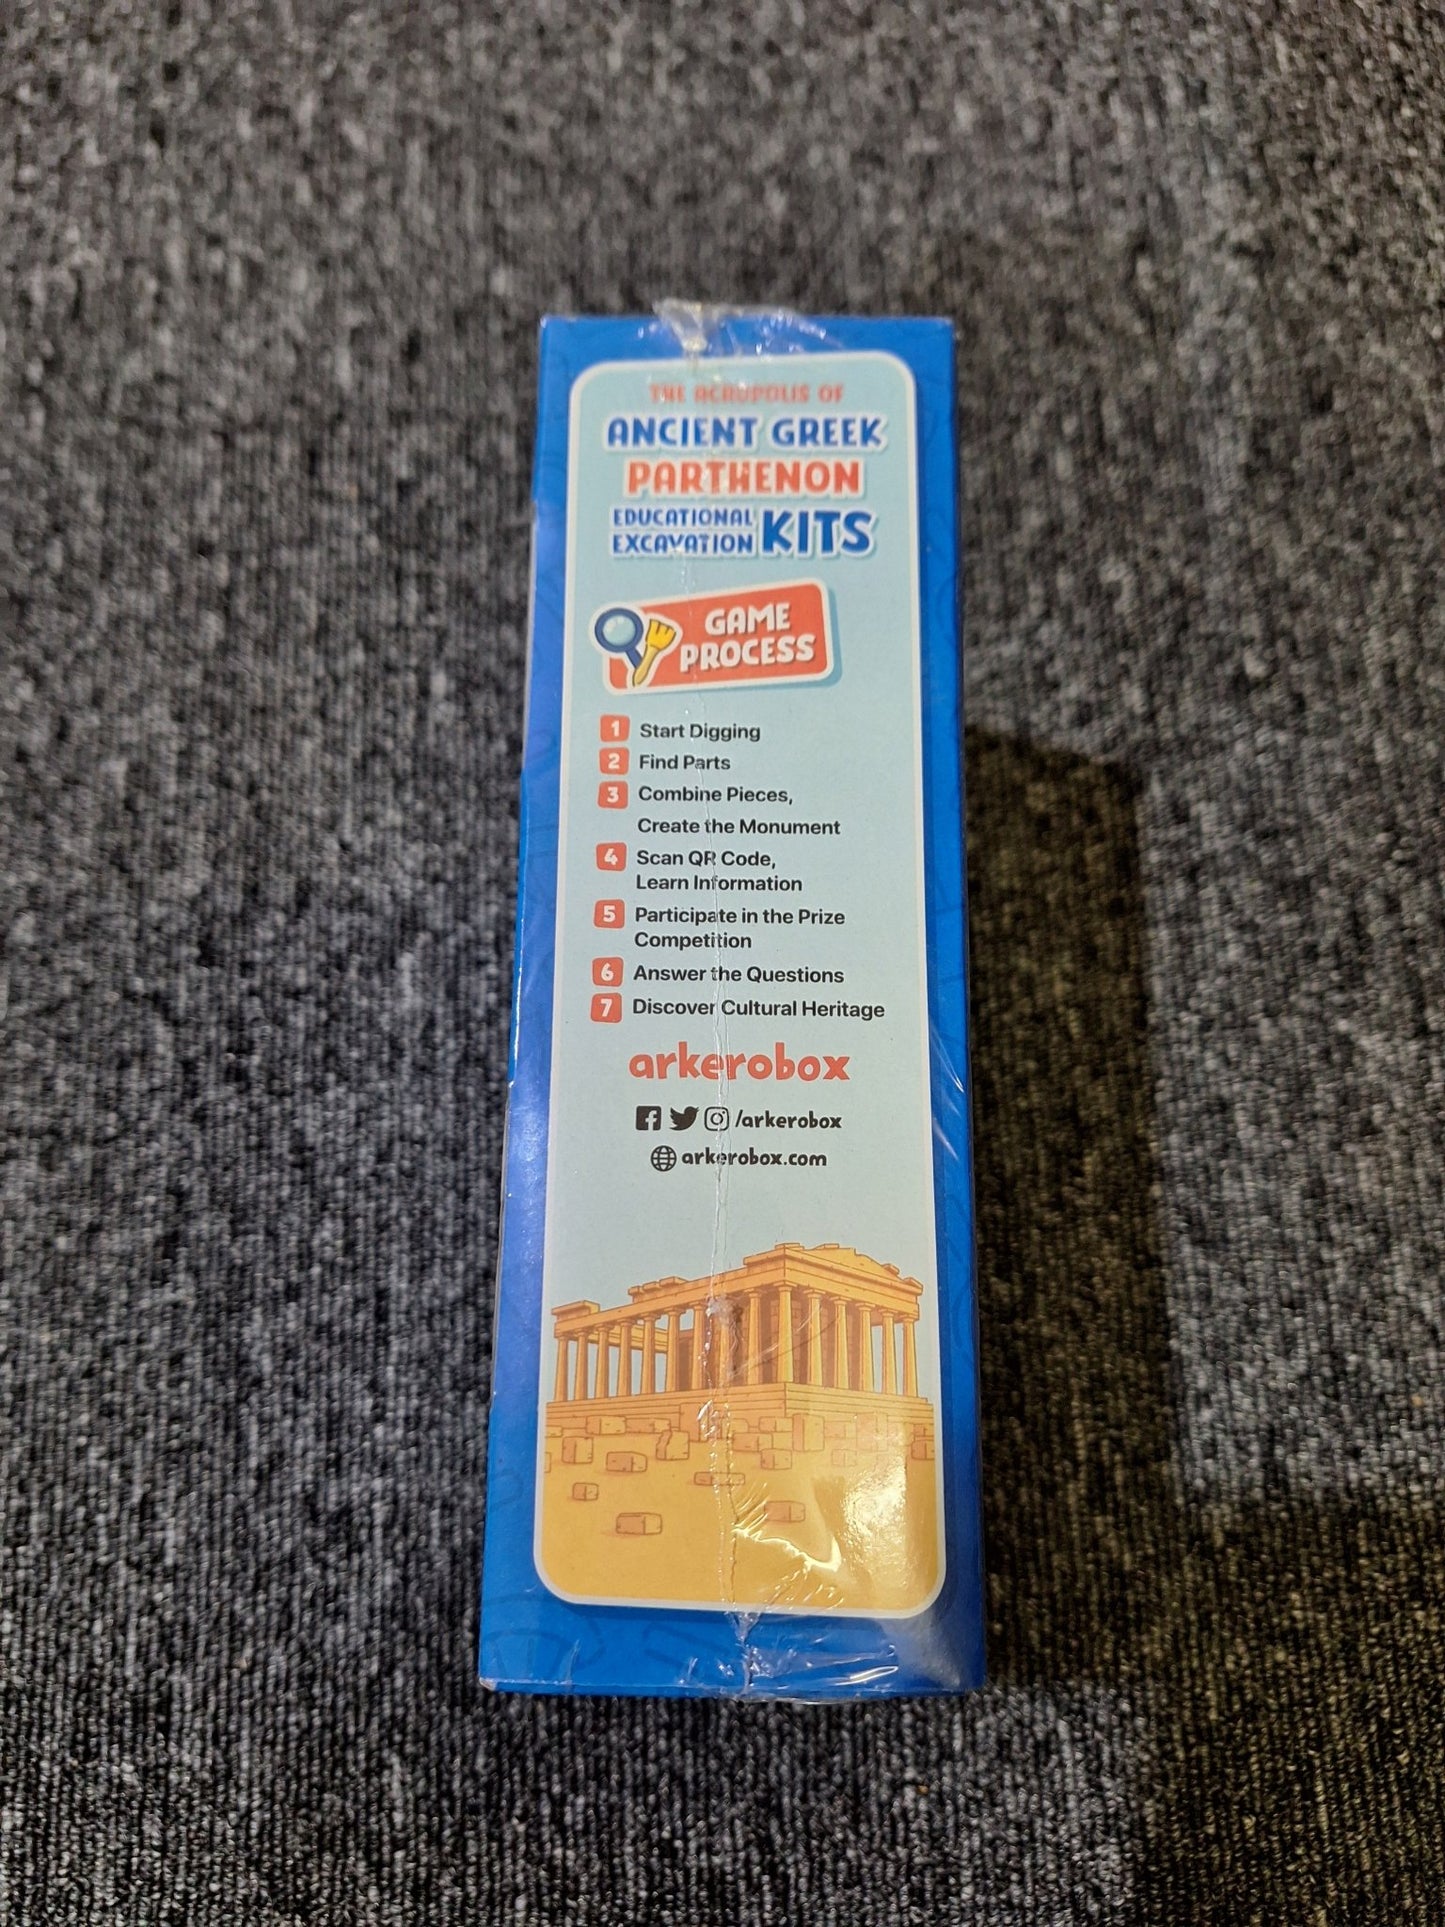 THE ACROPOLIS OF
ANCIENT GREEK
PARTHENON
EDUCATIONAL
EXCAVATION KITS
GAME
PROCESS
1 Start Digging
2 Find Parts
3 Combine Pieces,
Create the Monument
4 Scan QR Code,
Learn Information
5 Participate in the Prize
Competition
6 Answer the Questions
7 Discover Cultural Heritage
arkerobox
/arkerobox
arkerobox.com